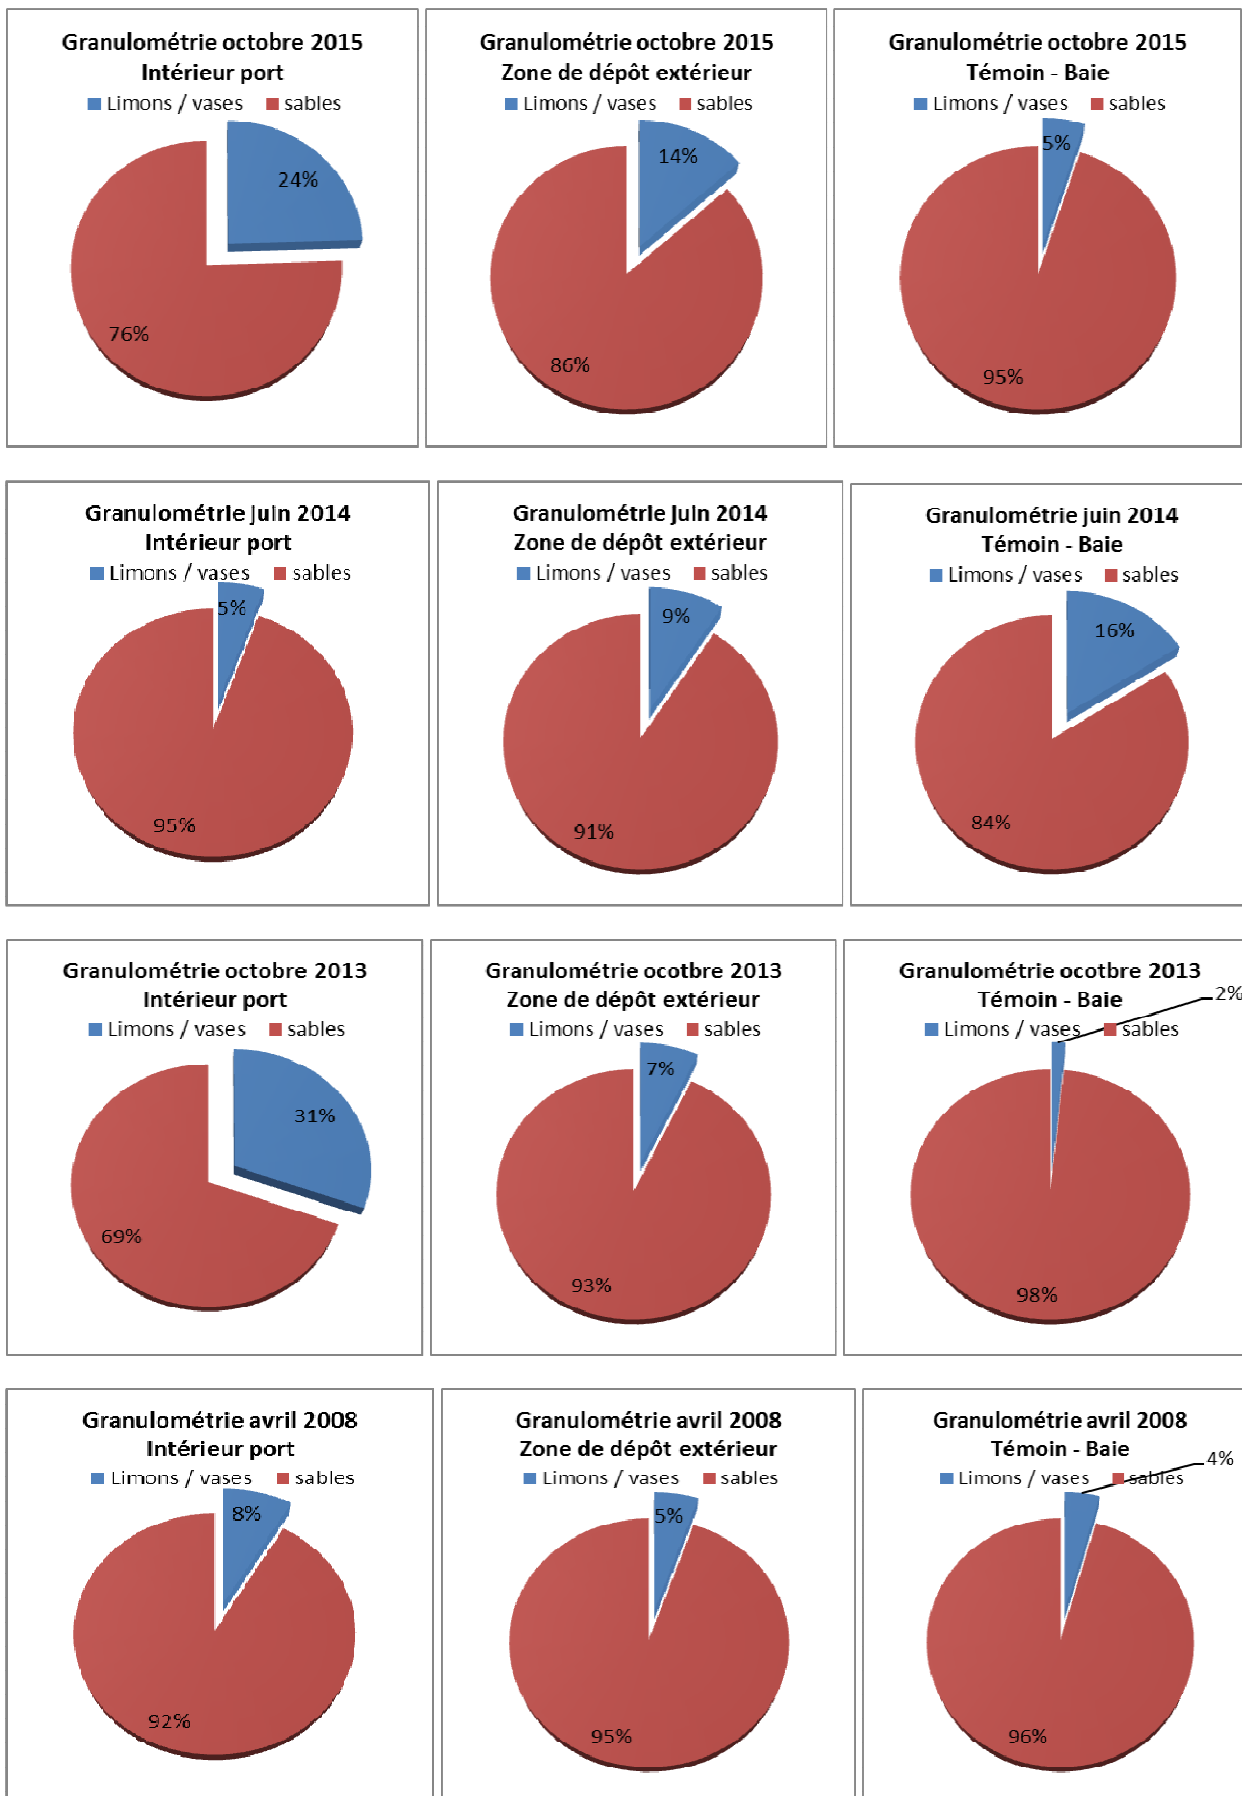 Granulométrie octobre 2015
Intérieur port
Limons / vases sables
24%
76%
Granulométrie octobre 2015
Zone de dépôt extérieur
Limons / vases sables
14%
86%
Granulométrie octobre 2015
Témoin - Baie
Limons / vases sables
5%
95%
Granulométrie juin 2014
Intérieur port
Limons / vases sables
5%
95%
Granulométrie juin 2014
Zone de dépôt extérieur
Limons / vases sables
9%
91%
Granulométrie juin 2014
Témoin - Baie
Limons / vases sables
16%
84%
Granulométrie octobre 2013
Intérieur port
Limons / vases sables
31%
69%
Granulométrie ocotbre 2013
Zone de dépôt extérieur
Limons / vases sables
7%
93%
Granulométrie ocotbre 2013
Témoin - Baie
2%
Limons / vases sables
98%
Granulométrie avril 2008
Intérieur port
Limons / vases sables
8%
92%
Granulométrie avril 2008
Zone de dépôt extérieur
Limons / vases sables
5%
95%
Granulométrie avril 2008
Témoin - Baie
4%
Limons / vases sables
96%